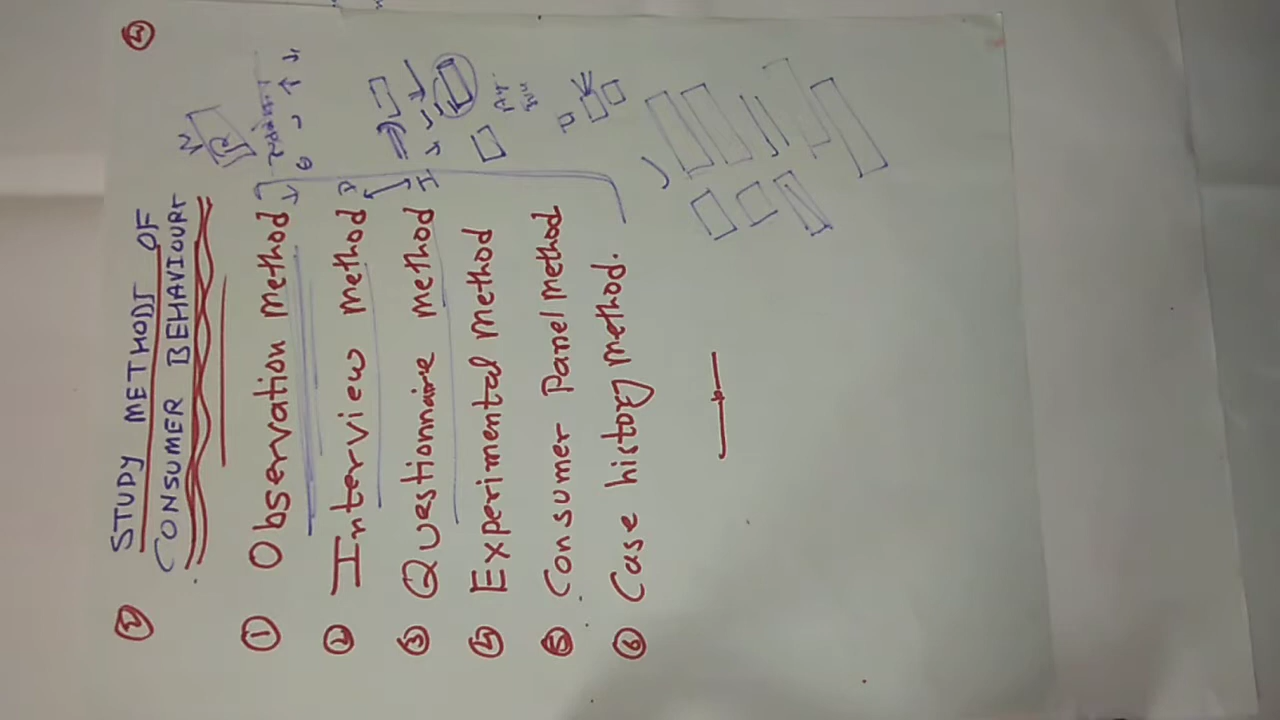 STUDY METHODS OF
CONSUMER BEHAVIOURT
① Observation Method
② Interview Method
③ Questionnaire Method
④ Experimental Method
⑤ Consumer Panel Method
⑥ Case history Method.